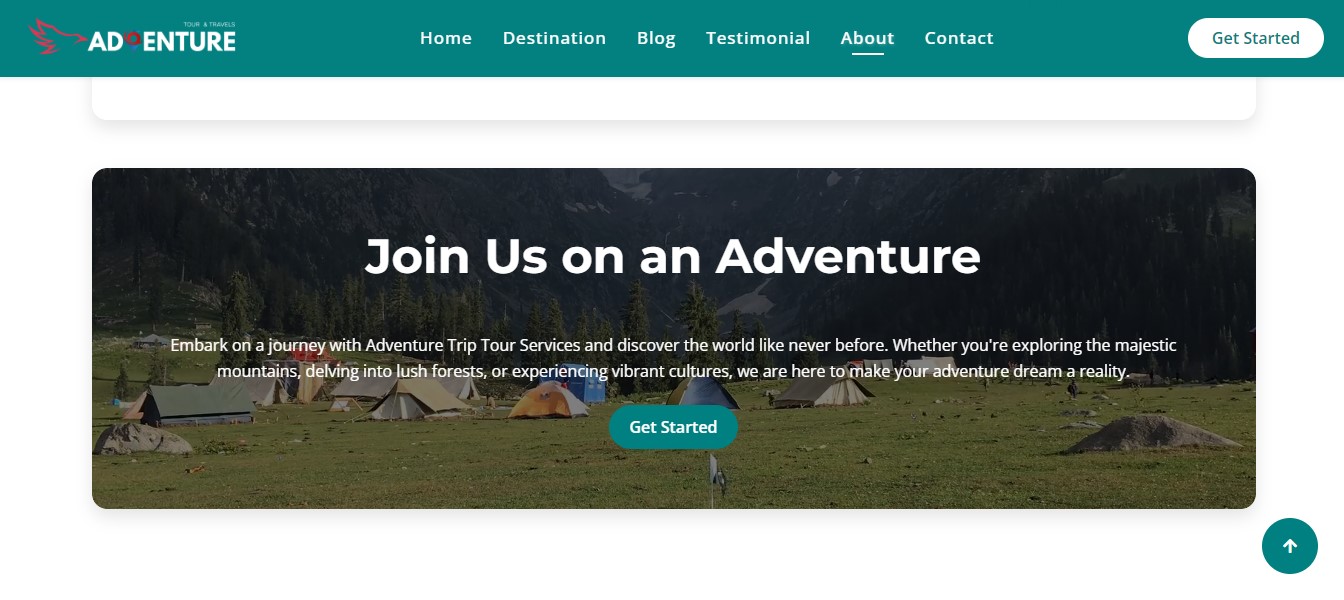 TOUR & TRAVELS
ADVENTURE
Home
Destination
Blog
Testimonial
About
Contact
Get Started
Join Us on an Adventure
Embark on a journey with Adventure Trip Tour Services and discover the world like never before. Whether you're exploring the majestic
mountains, delving into lush forests, or experiencing vibrant cultures, we are here to make your adventure dream a reality.
Get Started